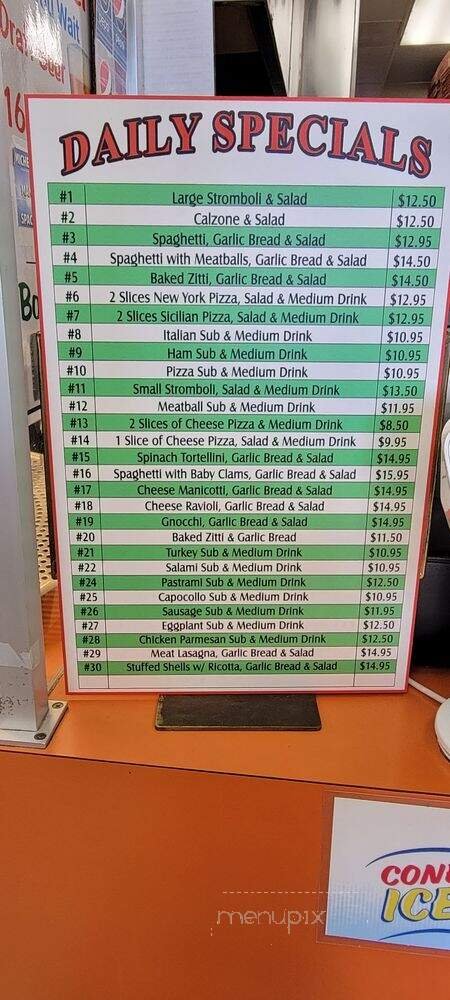 Wait
Beer
16
DAILY SPECIALS
#1 Large Stromboli & Salad $12.50
#2 Calzone & Salad $12.50
#3 Spaghetti, Garlic Bread & Salad $12.95
#4 Spaghetti with Meatballs, Garlic Bread & Salad $14.50
#5 Baked Zitti, Garlic Bread & Salad $14.50
#6 2 Slices New York Pizza, Salad & Medium Drink $12.95
#7 2 Slices Sicilian Pizza, Salad & Medium Drink $12.95
#8 Italian Sub & Medium Drink $10.95
#9 Ham Sub & Medium Drink $10.95
#10 Pizza Sub & Medium Drink $10.95
#11 Small Stromboli, Salad & Medium Drink $13.50
#12 Meatball Sub & Medium Drink $11.95
#13 2 Slices of Cheese Pizza & Medium Drink $8.50
#14 1 Slice of Cheese Pizza, Salad & Medium Drink $9.95
#15 Spinach Tortellini, Garlic Bread & Salad $14.95
#16 Spaghetti with Baby Clams, Garlic Bread & Salad $15.95
#17 Cheese Manicotti, Garlic Bread & Salad $14.95
#18 Cheese Ravioli, Garlic Bread & Salad $14.95
#19 Gnocchi, Garlic Bread & Salad $14.95
#20 Baked Zitti & Garlic Bread $11.50
#21 Turkey Sub & Medium Drink $10.95
#22 Salami Sub & Medium Drink $10.95
#24 Pastrami Sub & Medium Drink $12.50
#25 Capocollo Sub & Medium Drink $10.95
#26 Sausage Sub & Medium Drink $11.95
#27 Eggplant Sub & Medium Drink $12.50
#28 Chicken Parmesan Sub & Medium Drink $12.50
#29 Meat Lasagna, Garlic Bread & Salad $14.95
#30 Stuffed Shells w/ Ricotta, Garlic Bread & Salad $14.95
CON
ICE
menupix